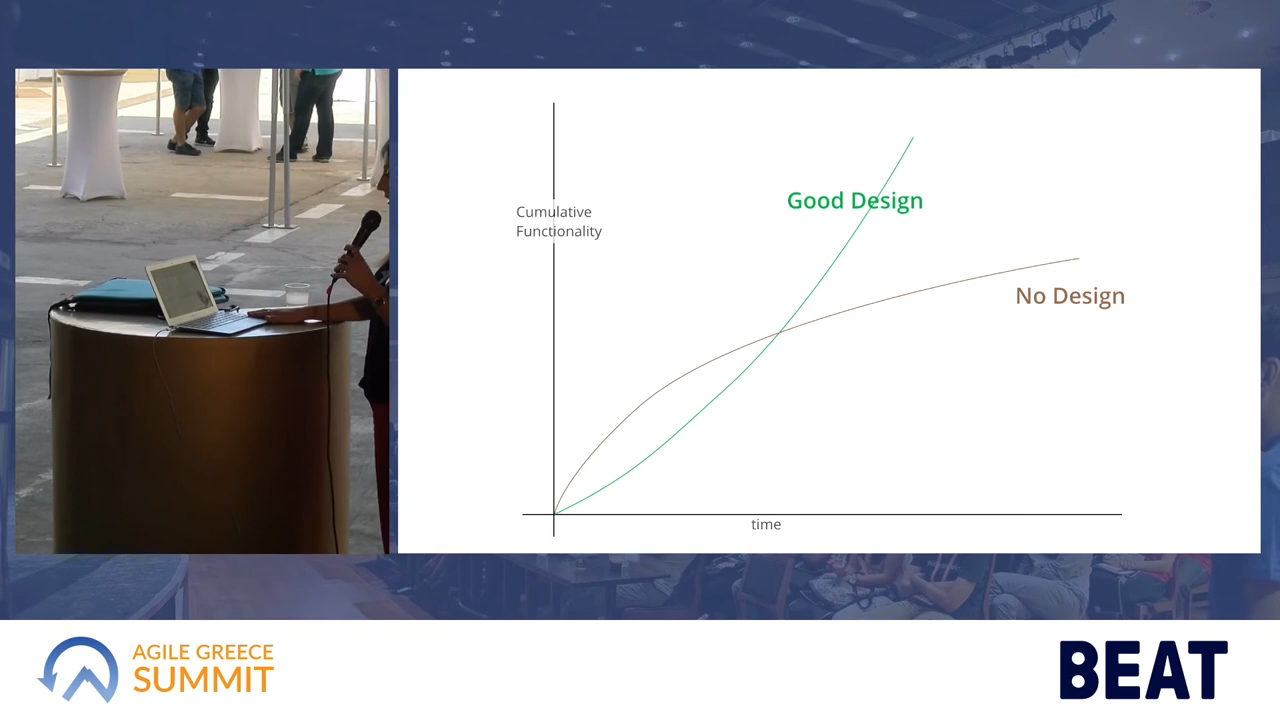 Cumulative
Functionality
Good Design
No Design
time
AGILE GREECE
SUMMIT
BEAT